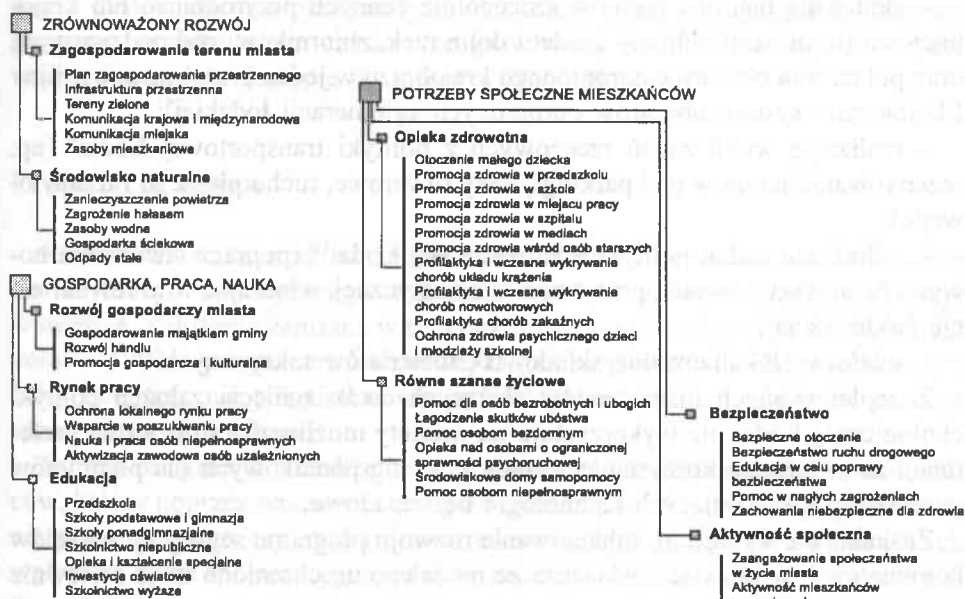 ZRÓWNOWAŻONY ROZWÓJ
Zagospodarowanie terenu miasta
Plan zagospodarowania przestrzennego
Infrastruktura przestrzenna
Tereny zielone
Komunikacja krajowa i międzynarodowa
Komunikacja miejska
Zasoby mieszkaniowe
Środowisko naturalne
Zanieczyszczenie powietrza
Zagrożenie hałasem
Zasoby wodne
Gospodarka ściekowa
Odpady stałe
GOSPODARKA, PRACA, NAUKA
Rozwój gospodarczy miasta
Gospodarowanie majątkiem gminy
Rozwój handlu
Promocja gospodarcza i kulturalna
Rynek pracy
Ochrona lokalnego rynku pracy
Wsparcie w poszukiwaniu pracy
Nauka i praca osób niepełnosprawnych
Aktywizacja zawodowa osób uzależnionych
Edukacja
Przedszkola
Szkoły podstawowe i gimnazja
Szkoły ponadgimnazjalne
Szkolnictwo niepubliczne
Opieka i kształcenie specjalne
Inwestycje oświatowe
Szkolnictwo wyższe
POTRZEBY SPOŁECZNE MIESZKAŃCÓW
Opieka zdrowotna
Otoczenie małego dziecka
Promocja zdrowia w przedszkolu
Promocja zdrowia w szkole
Promocja zdrowia w miejscu pracy
Promocja zdrowia w szpitalu
Promocja zdrowia w mediach
Promocja zdrowia wśród osób starszych
Profilaktyka i wczesne wykrywanie
chorób układu krążenia
Profilaktyka i wczesne wykrywanie
chorób nowotworowych
Profilaktyka chorób zakaźnych
Ochrona zdrowia psychicznego dzieci
i młodzieży szkolnej
Równe szanse życiowe
Pomoc dla osób bezrobotnych i ubogich
Łagodzenie skutków ubóstwa
Pomoc osobom bezdomnym
Opieka nad osobami o ograniczonej
sprawności psychoruchowej
Środowiskowe domy samopomocy
Pomoc osobom niepełnosprawnym
Bezpieczeństwo
Bezpieczne otoczenie
Bezpieczeństwo ruchu drogowego
Edukacja w celu poprawy
bezpieczeństwa
Pomoc w nagłych zagrożeniach
Zachowania niebezpieczne dla zdrowia
Aktywność społeczna
Zaangażowanie społeczeństwa
w życie miasta
Aktywność mieszkańców